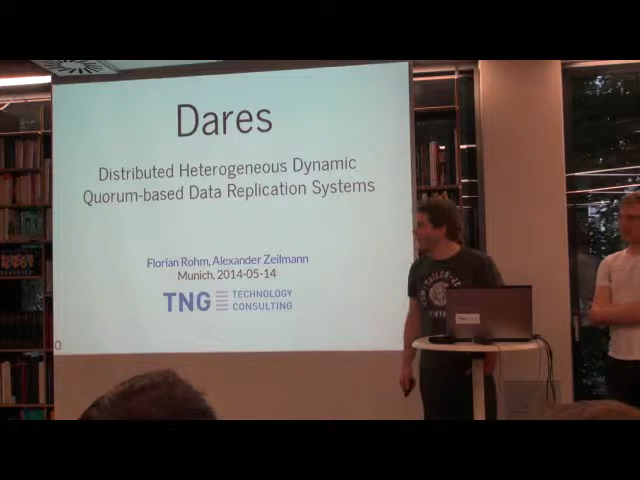 Dares
Distributed Heterogeneous Dynamic
Quorum-based Data Replication Systems
Florian Rohm, Alexander Zeilmann
Munich, 2014-05-14
TNG TECHNOLOGY
CONSULTING
0